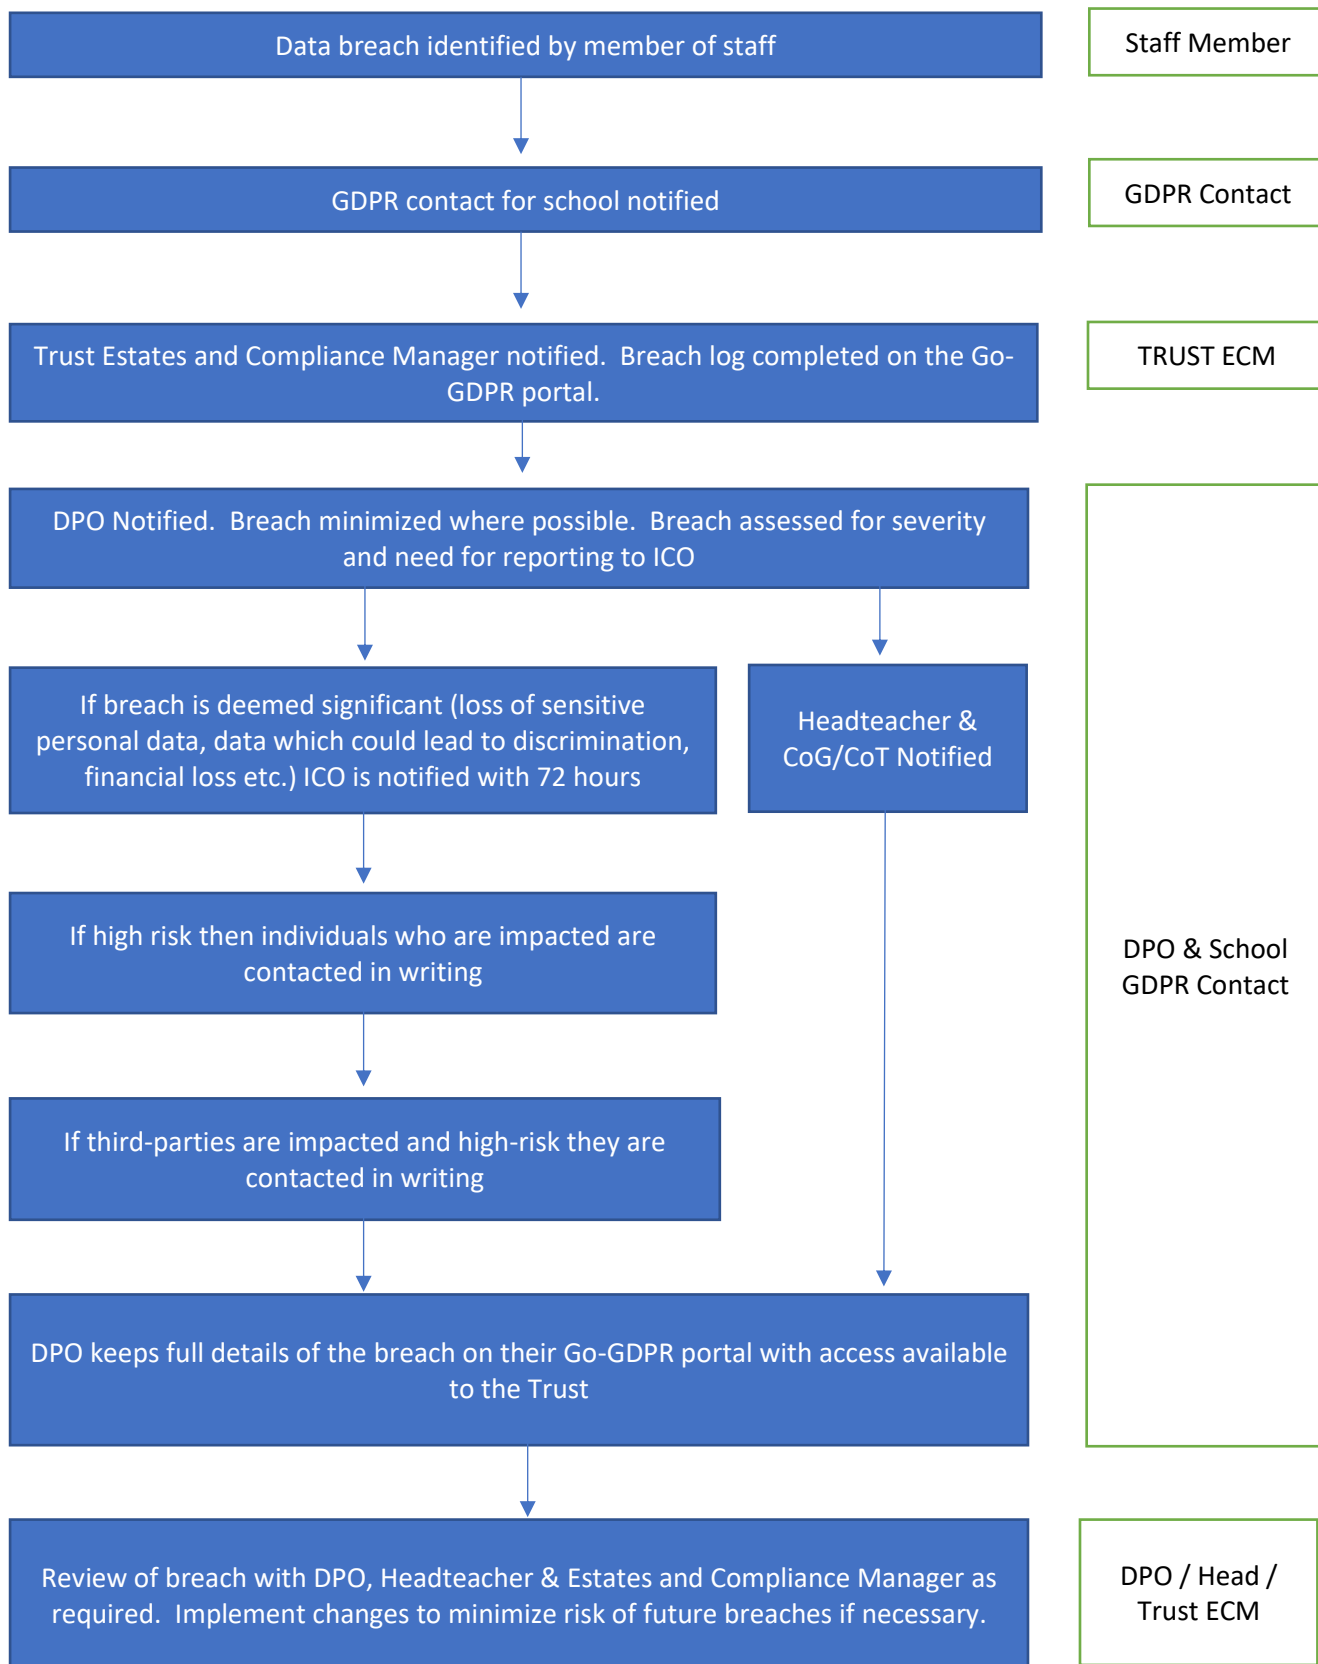 Data breach identified by member of staff
Staff Member
GDPR contact for school notified
GDPR Contact
Trust Estates and Compliance Manager notified.  Breach log completed on the Go-
GDPR portal.
TRUST ECM
DPO Notified.  Breach minimized where possible.  Breach assessed for severity
and need for reporting to ICO
If breach is deemed significant (loss of sensitive
personal data, data which could lead to discrimination,
financial loss etc.) ICO is notified with 72 hours
Headteacher &
CoG/CoT Notified
If high risk then individuals who are impacted are
contacted in writing
DPO & School
GDPR Contact
If third-parties are impacted and high-risk they are
contacted in writing
DPO keeps full details of the breach on their Go-GDPR portal with access available
to the Trust
Review of breach with DPO, Headteacher & Estates and Compliance Manager as
required.  Implement changes to minimize risk of future breaches if necessary.
DPO / Head /
Trust ECM